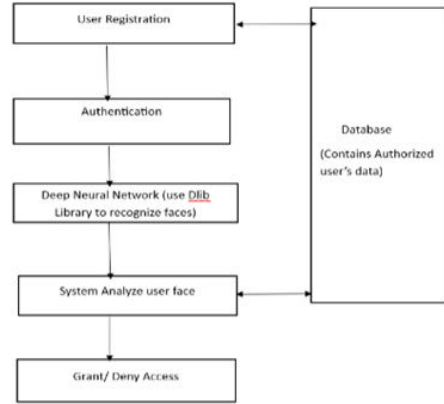 User Registration
Authentication
Deep Neural Network (use Dlib
Library to recognize faces)
System Analyze user face
Grant/ Deny Access
Database
(Contains Authorized
user's data)